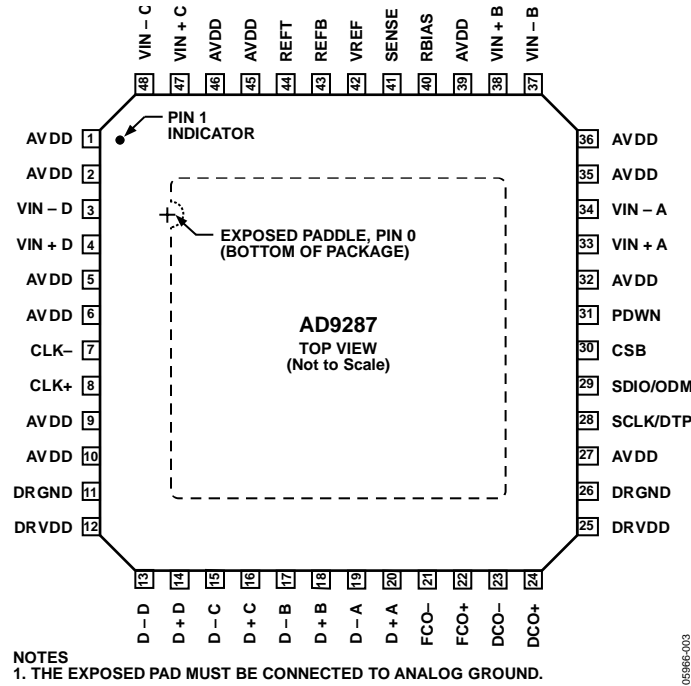 VIN – C
VIN + C
AVDD
AVDD
REFT
REFB
VREF
SENSE
RBIAS
AVDD
VIN + B
VIN – B
48
47
46
45
44
43
42
41
40
39
38
37
PIN 1
INDICATOR
AVDD 1
AVDD 2
VIN – D 3
VIN + D 4
AVDD 5
AVDD 6
CLK– 7
CLK+ 8
AVDD 9
AVDD 10
DRGND 11
DRVDD 12
EXPOSED PADDLE, PIN 0
(BOTTOM OF PACKAGE)
AD9287
TOP VIEW
(Not to Scale)
36 AVDD
35 AVDD
34 VIN – A
33 VIN + A
32 AVDD
31 PDWN
30 CSB
29 SDIO/ODM
28 SCLK/DTP
27 AVDD
26 DRGND
25 DRVDD
13
14
15
16
17
18
19
20
21
22
23
24
D – D
D + D
D – C
D + C
D – B
D + B
D – A
D + A
FCO–
FCO+
DCO–
DCO+
NOTES
1. THE EXPOSED PAD MUST BE CONNECTED TO ANALOG GROUND.
05966-003